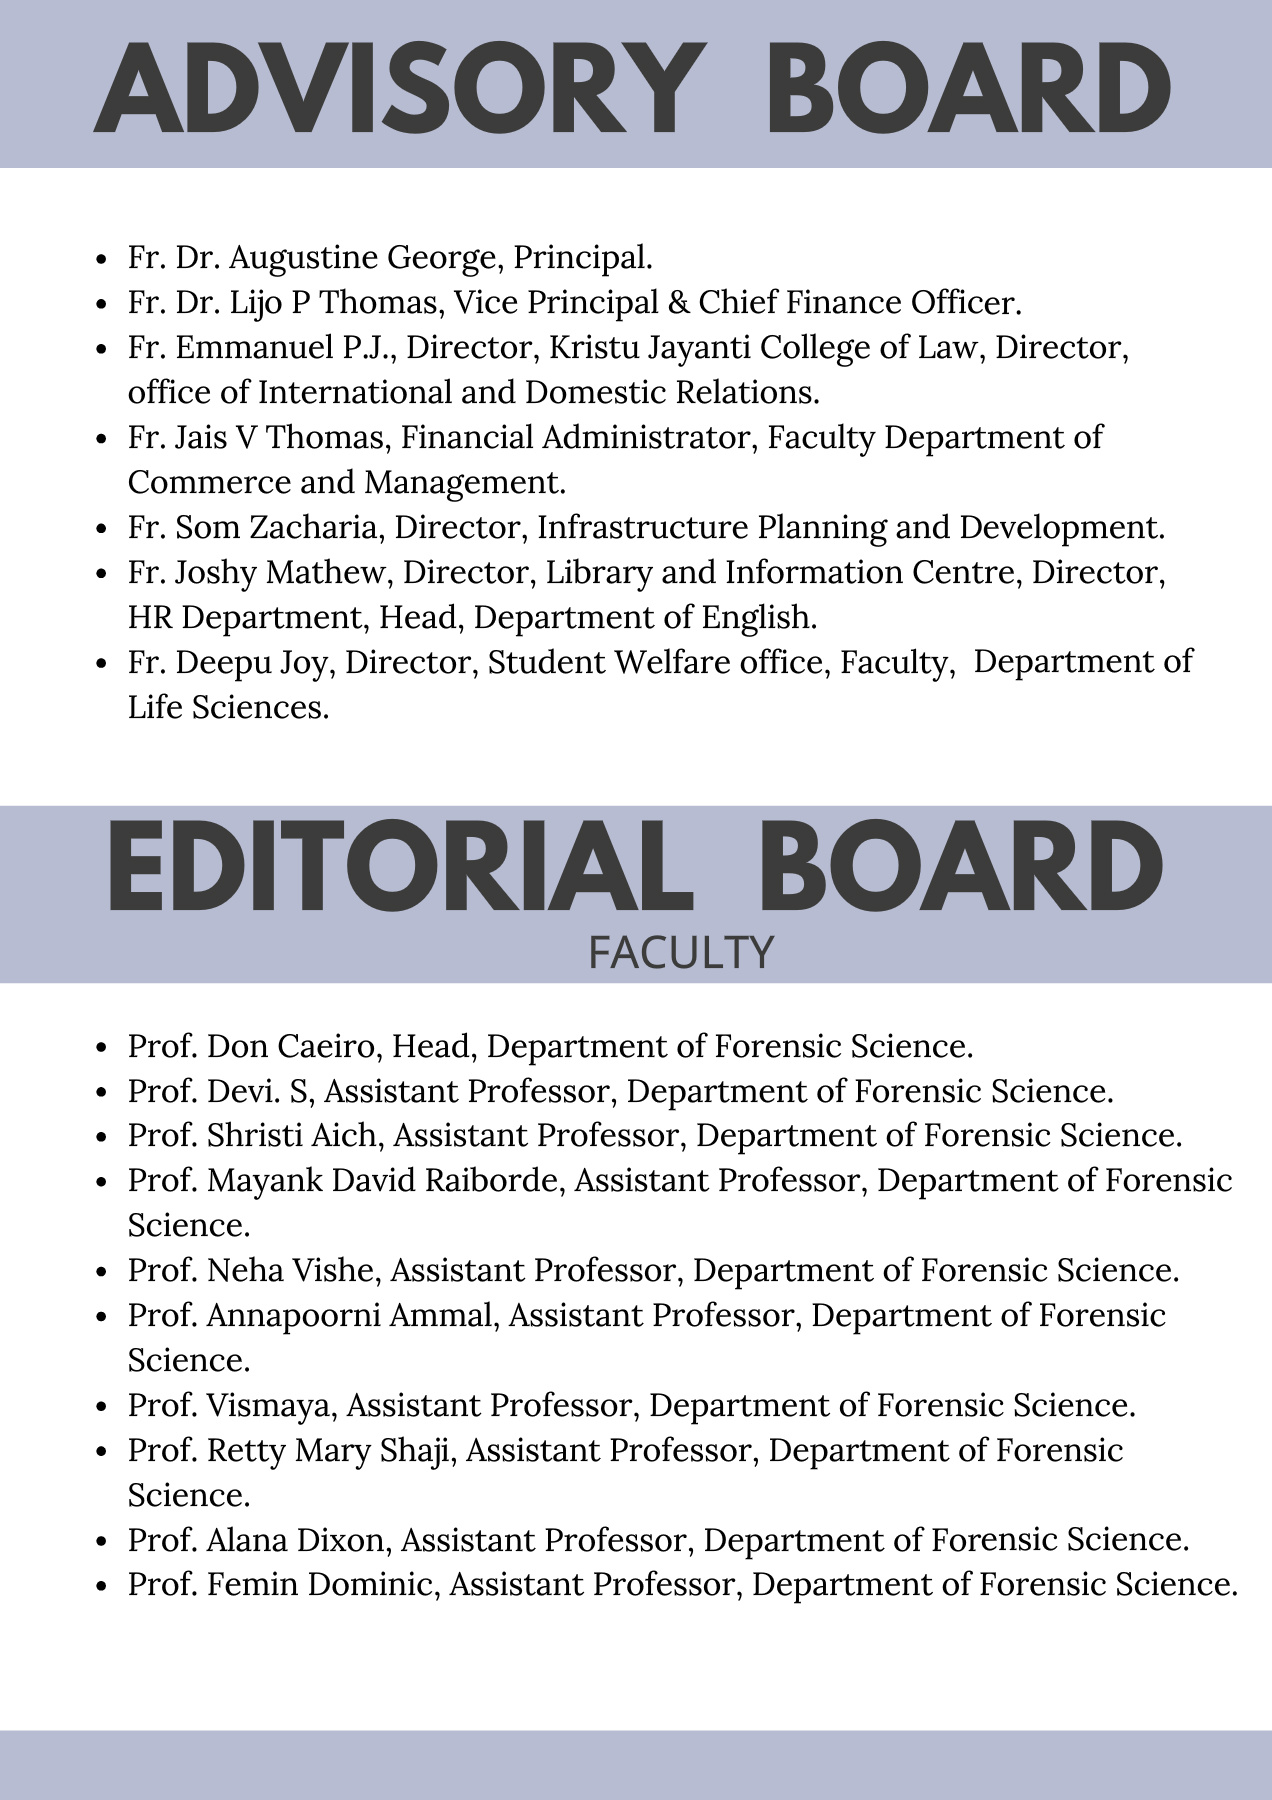 ADVISORY BOARD
• Fr. Dr. Augustine George, Principal.
• Fr. Dr. Lijo P Thomas, Vice Principal & Chief Finance Officer.
• Fr. Emmanuel P.J., Director, Kristu Jayanti College of Law, Director,
office of International and Domestic Relations.
• Fr. Jais V Thomas, Financial Administrator, Faculty Department of
Commerce and Management.
• Fr. Som Zacharia, Director, Infrastructure Planning and Development.
• Fr. Joshy Mathew, Director, Library and Information Centre, Director,
HR Department, Head, Department of English.
• Fr. Deepu Joy, Director, Student Welfare office, Faculty, Department of
Life Sciences.
EDITORIAL BOARD
FACULTY
• Prof. Don Caeiro, Head, Department of Forensic Science.
• Prof. Devi. S, Assistant Professor, Department of Forensic Science.
• Prof. Shristi Aich, Assistant Professor, Department of Forensic Science.
• Prof. Mayank David Raiborde, Assistant Professor, Department of Forensic
Science.
• Prof. Neha Vishe, Assistant Professor, Department of Forensic Science.
• Prof. Annapoorni Ammal, Assistant Professor, Department of Forensic
Science.
• Prof. Vismaya, Assistant Professor, Department of Forensic Science.
• Prof. Retty Mary Shaji, Assistant Professor, Department of Forensic
Science.
• Prof. Alana Dixon, Assistant Professor, Department of Forensic Science.
• Prof. Femin Dominic, Assistant Professor, Department of Forensic Science.